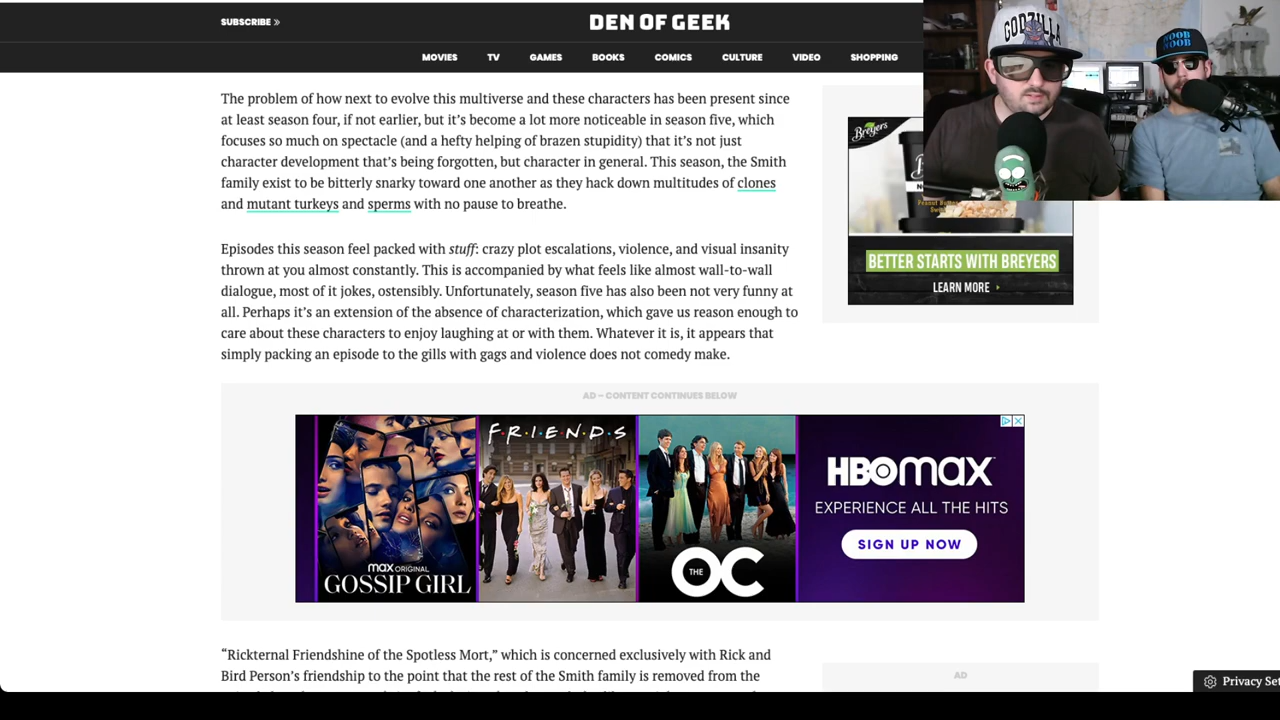 SUBSCRIBE »
DEN OF GEEK
MOVIES TV GAMES BOOKS COMICS CULTURE VIDEO SHOPPING
GODZILLA
NOOB
NOOB
The problem of how next to evolve this multiverse and these characters has been present since
at least season four, if not earlier, but it’s become a lot more noticeable in season five, which
focuses so much on spectacle (and a hefty helping of brazen stupidity) that it’s not just
character development that’s being forgotten, but character in general. This season, the Smith
family exist to be bitterly snarky toward one another as they hack down multitudes of clones
and mutant turkeys and sperms with no pause to breathe.
Breyers
BETTER STARTS WITH BREYERS
LEARN MORE
Episodes this season feel packed with stuff: crazy plot escalations, violence, and visual insanity
thrown at you almost constantly. This is accompanied by what feels like almost wall-to-wall
dialogue, most of it jokes, ostensibly. Unfortunately, season five has also been not very funny at
all. Perhaps it’s an extension of the absence of characterization, which gave us reason enough to
care about these characters to enjoy laughing at or with them. Whatever it is, it appears that
simply packing an episode to the gills with gags and violence does not comedy make.
AD – CONTENT CONTINUES BELOW
max ORIGINAL
GOSSIP GIRL
F·R·I·E·N·D·S
THE OC
HBOMAX
EXPERIENCE ALL THE HITS
SIGN UP NOW
“Rickternal Friendshine of the Spotless Mort,” which is concerned exclusively with Rick and
Bird Person’s friendship to the point that the rest of the Smith family is removed from the
AD
Privacy Set